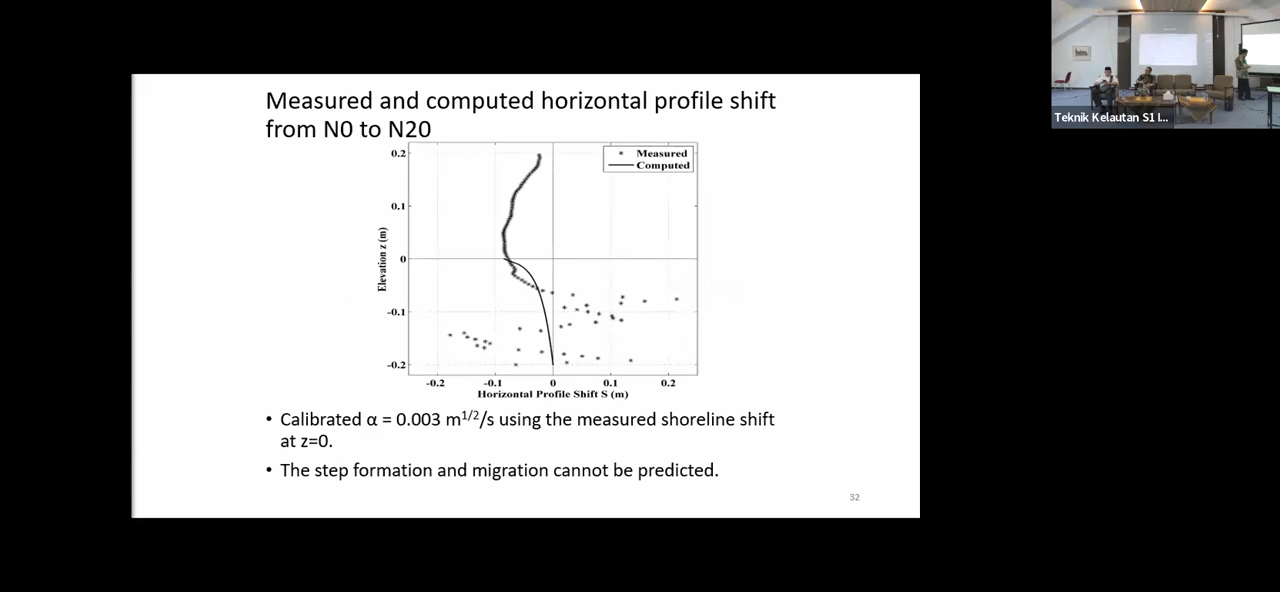 Measured and computed horizontal profile shift
from N0 to N20
Measured
Computed
0.2
0.1
0
-0.1
-0.2
Elevation z (m)
-0.2
-0.1
0
0.1
0.2
Horizontal Profile Shift S (m)
• Calibrated α = 0.003 m^1/2/s using the measured shoreline shift
at z=0.
• The step formation and migration cannot be predicted.
32
Teknik Kelautan S1 I...